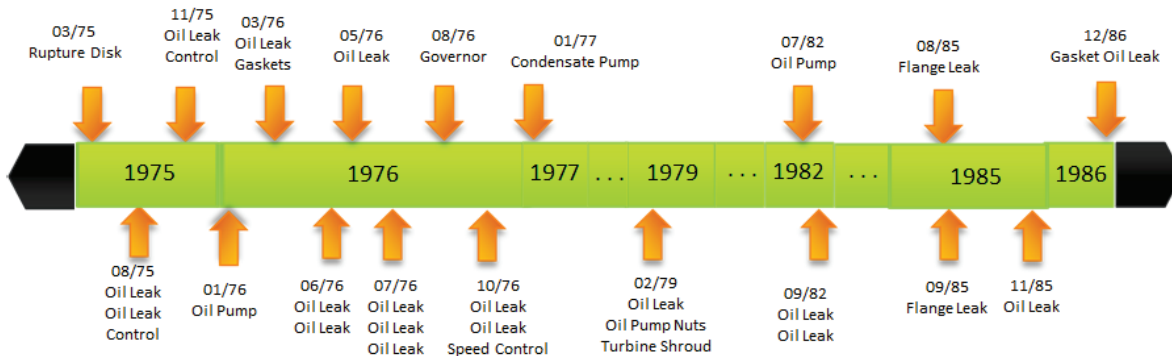 03/75
Rupture Disk
11/75
Oil Leak
Control
03/76
Oil Leak
Gaskets
05/76
Oil Leak
08/76
Governor
01/77
Condensate Pump
07/82
Oil Pump
08/85
Flange Leak
12/86
Gasket Oil Leak
1975
1976
1977
...
1979
...
1982
...
1985
1986
08/75
Oil Leak
Oil Leak
Control
01/76
Oil Pump
06/76
Oil Leak
Oil Leak
07/76
Oil Leak
Oil Leak
Oil Leak
10/76
Oil Leak
Oil Leak
Speed Control
02/79
Oil Leak
Oil Pump Nuts
Turbine Shroud
09/82
Oil Leak
Oil Leak
09/85
Flange Leak
11/85
Oil Leak